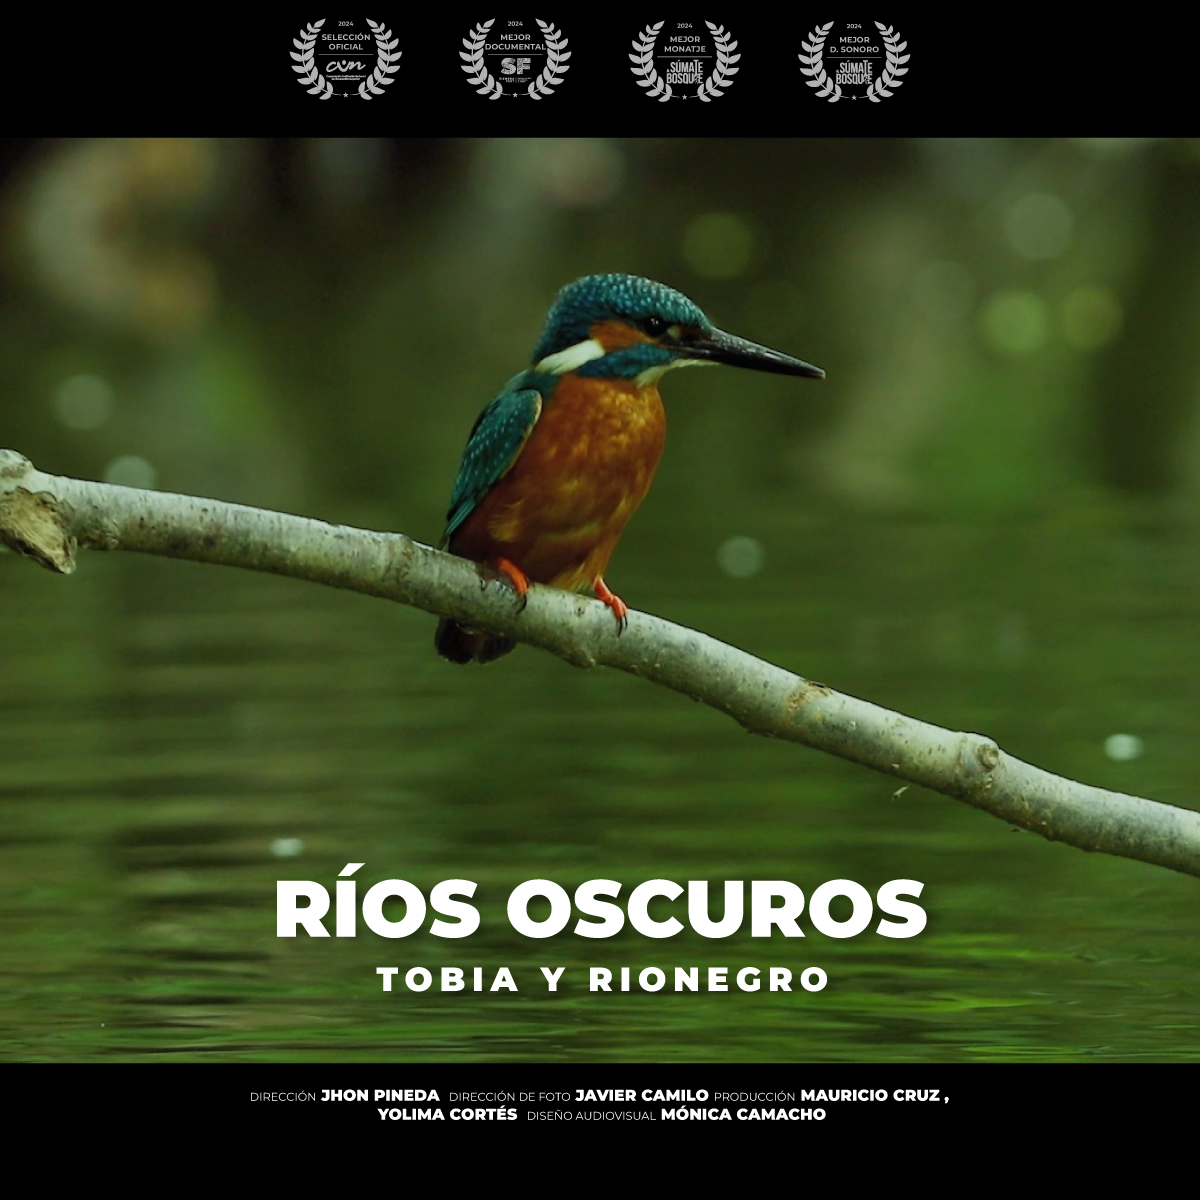 2024
SELECCIÓN
OFICIAL
2024
MEJOR
DOCUMENTAL
SF
2024
MEJOR
MONATJE
SÚMATE
BOSQUE
2024
MEJOR
D. SONORO
SÚMATE
BOSQUE
RÍOS OSCUROS
TOBIA Y RIONEGRO
DIRECCIÓN JHON PINEDA DIRECCIÓN DE FOTO JAVIER CAMILO PRODUCCIÓN MAURICIO CRUZ ,
YOLIMA CORTÉS DISEÑO AUDIOVISUAL MÓNICA CAMACHO